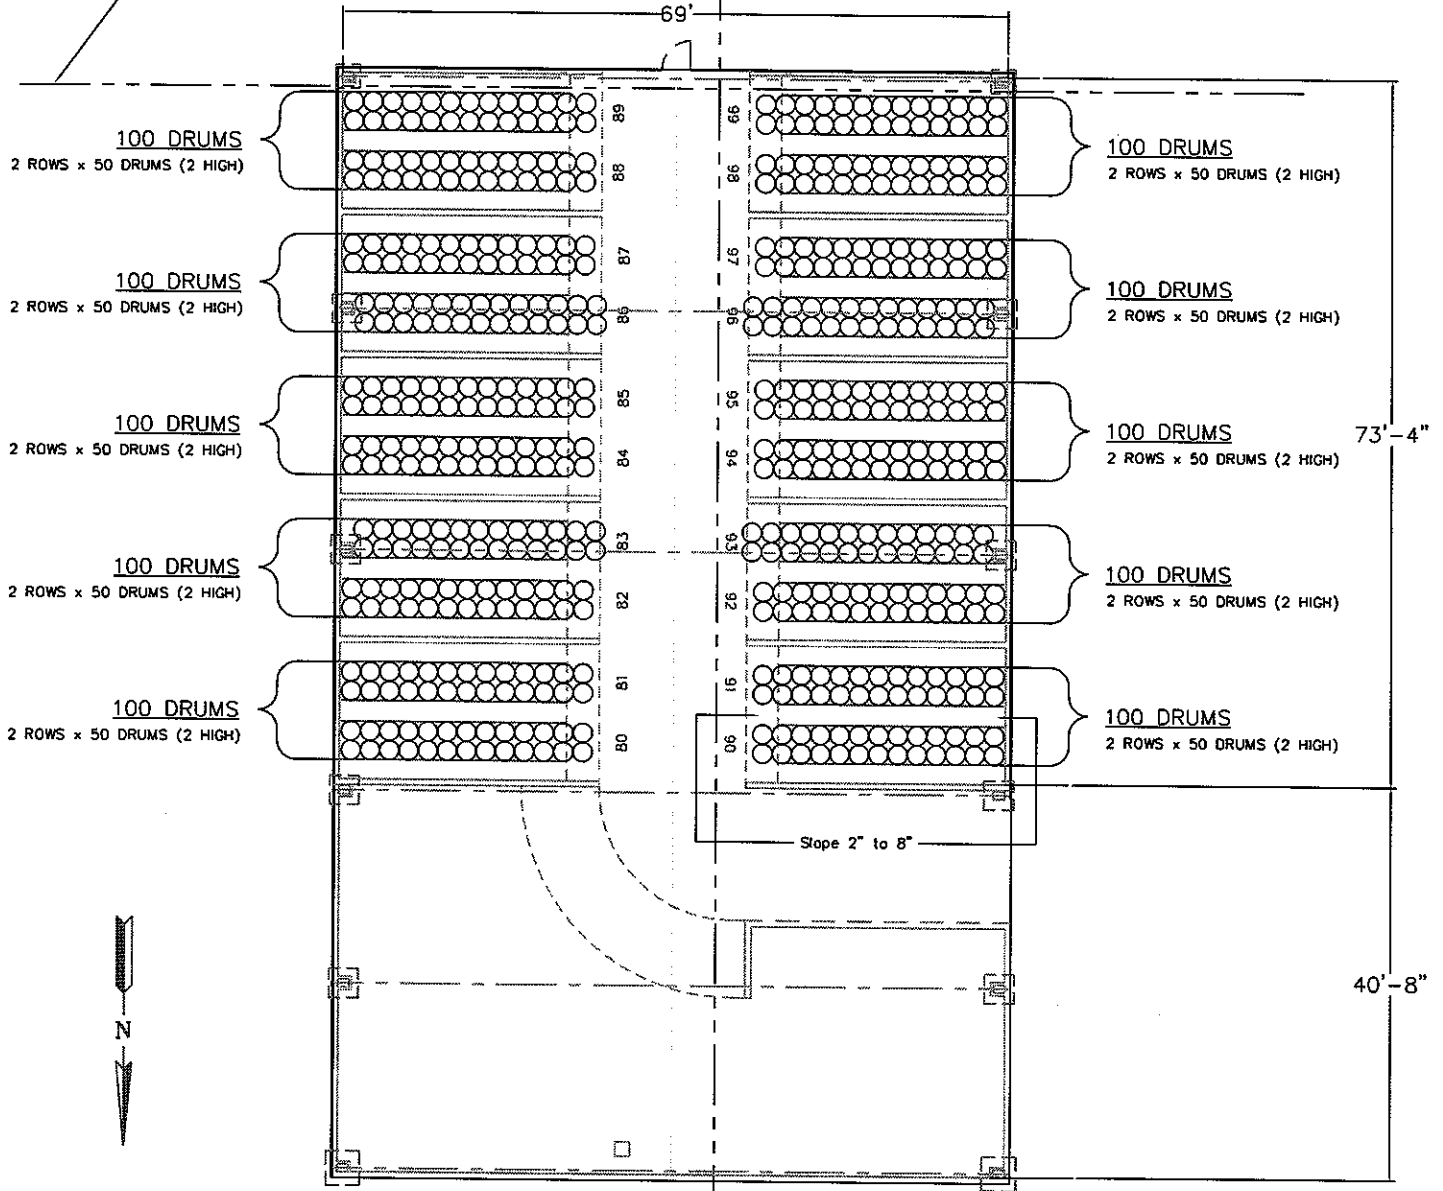 69'
89
99
100 DRUMS
2 ROWS x 50 DRUMS (2 HIGH)
100 DRUMS
2 ROWS x 50 DRUMS (2 HIGH)
88
98
87
97
100 DRUMS
2 ROWS x 50 DRUMS (2 HIGH)
100 DRUMS
2 ROWS x 50 DRUMS (2 HIGH)
86
96
85
95
100 DRUMS
2 ROWS x 50 DRUMS (2 HIGH)
100 DRUMS
2 ROWS x 50 DRUMS (2 HIGH)
73'-4"
84
94
83
93
100 DRUMS
2 ROWS x 50 DRUMS (2 HIGH)
100 DRUMS
2 ROWS x 50 DRUMS (2 HIGH)
82
92
81
91
100 DRUMS
2 ROWS x 50 DRUMS (2 HIGH)
100 DRUMS
2 ROWS x 50 DRUMS (2 HIGH)
80
90
Slope 2" to 8"
40'-8"
N